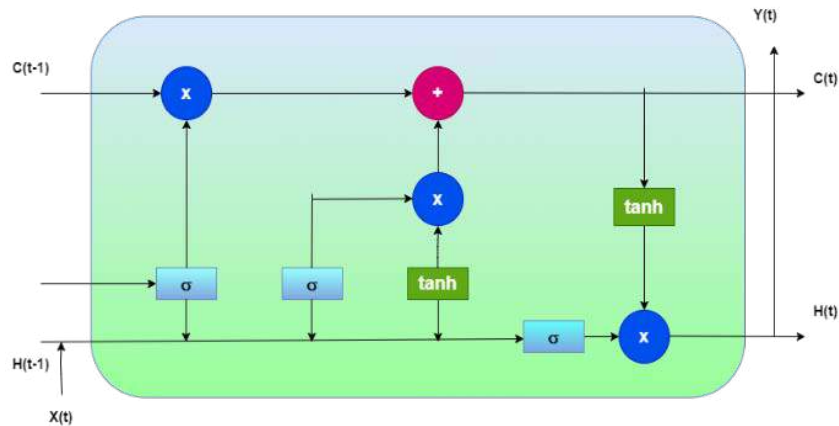 Y(t)
C(t-1)
x
+
C(t)
x
tanh
σ
σ
tanh
σ
x
H(t)
H(t-1)
X(t)